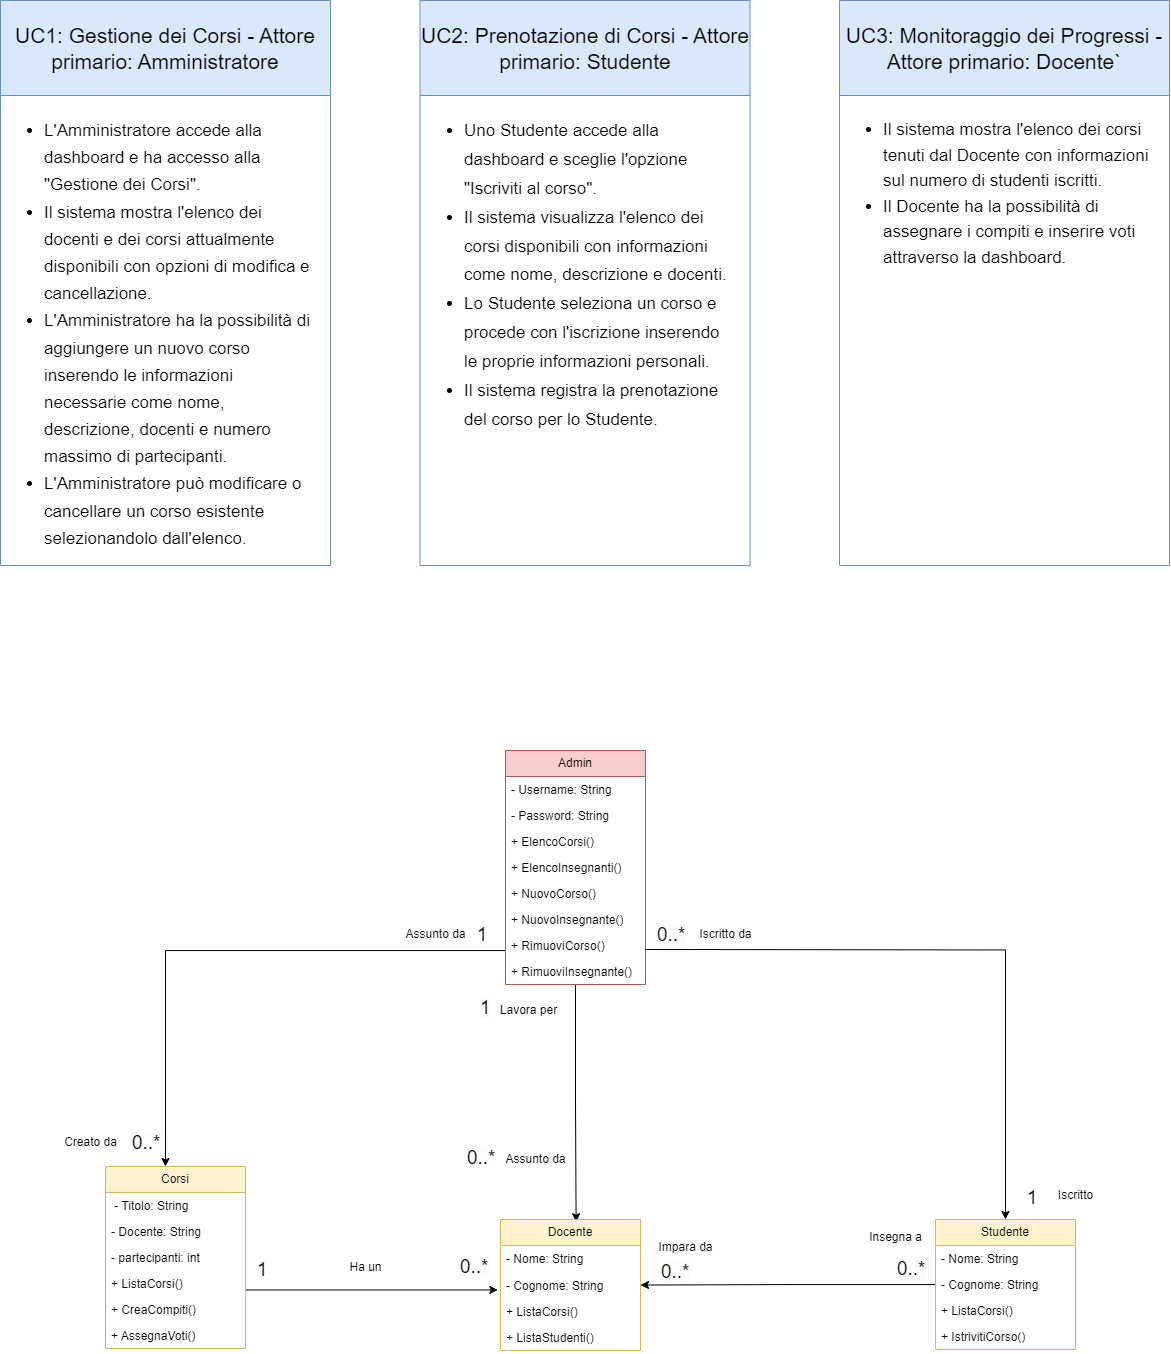 UC1: Gestione dei Corsi - Attore
primario: Amministratore
L'Amministratore accede alla
dashboard e ha accesso alla
"Gestione dei Corsi".
Il sistema mostra l'elenco dei
docenti e dei corsi attualmente
disponibili con opzioni di modifica e
cancellazione.
L'Amministratore ha la possibilità di
aggiungere un nuovo corso
inserendo le informazioni
necessarie come nome,
descrizione, docenti e numero
massimo di partecipanti.
L'Amministratore può modificare o
cancellare un corso esistente
selezionandolo dall'elenco.
UC2: Prenotazione di Corsi - Attore
primario: Studente
Uno Studente accede alla
dashboard e sceglie l'opzione
"Iscriviti al corso".
Il sistema visualizza l'elenco dei
corsi disponibili con informazioni
come nome, descrizione e docenti.
Lo Studente seleziona un corso e
procede con l'iscrizione inserendo
le proprie informazioni personali.
Il sistema registra la prenotazione
del corso per lo Studente.
UC3: Monitoraggio dei Progressi -
Attore primario: Docente`
Il sistema mostra l'elenco dei corsi
tenuti dal Docente con informazioni
sul numero di studenti iscritti.
Il Docente ha la possibilità di
assegnare i compiti e inserire voti
attraverso la dashboard.
Admin
- Username: String
- Password: String
+ ElencoCorsi()
+ ElencoInsegnanti()
+ NuovoCorso()
+ NuovoInsegnante()
+ RimuoviCorso()
+ RimuoviInsegnante()
Assunto da 1
0..* Iscritto da
1 Lavora per
Creato da 0..*
0..* Assunto da
1 Iscritto
Corsi
- Titolo: String
- Docente: String
- partecipanti: int
+ ListaCorsi()
+ CreaCompiti()
+ AssegnaVoti()
1 Ha un 0..*
Docente
- Nome: String
- Cognome: String
+ ListaCorsi()
+ ListaStudenti()
Impara da
0..*
Insegna a
0..*
Studente
- Nome: String
- Cognome: String
+ ListaCorsi()
+ IstrivitiCorso()